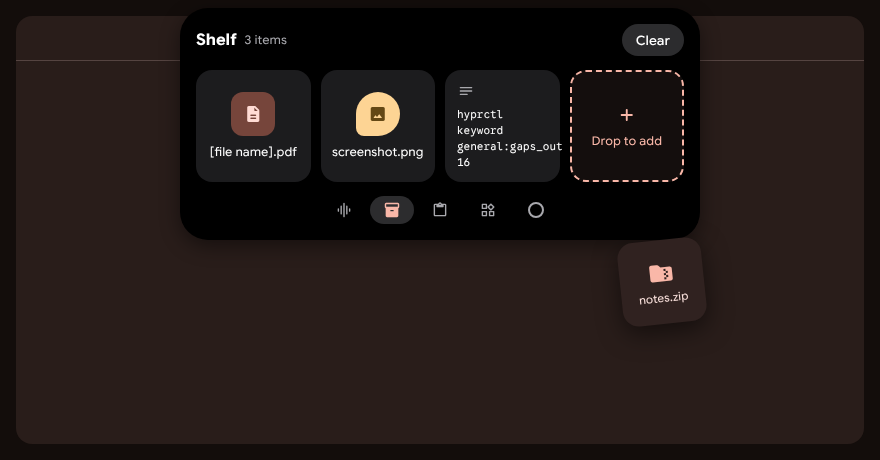 Shelf 3 items
Clear
[file name].pdf
screenshot.png
hyprctl
keyword
general:gaps_out
16
Drop to add
notes.zip